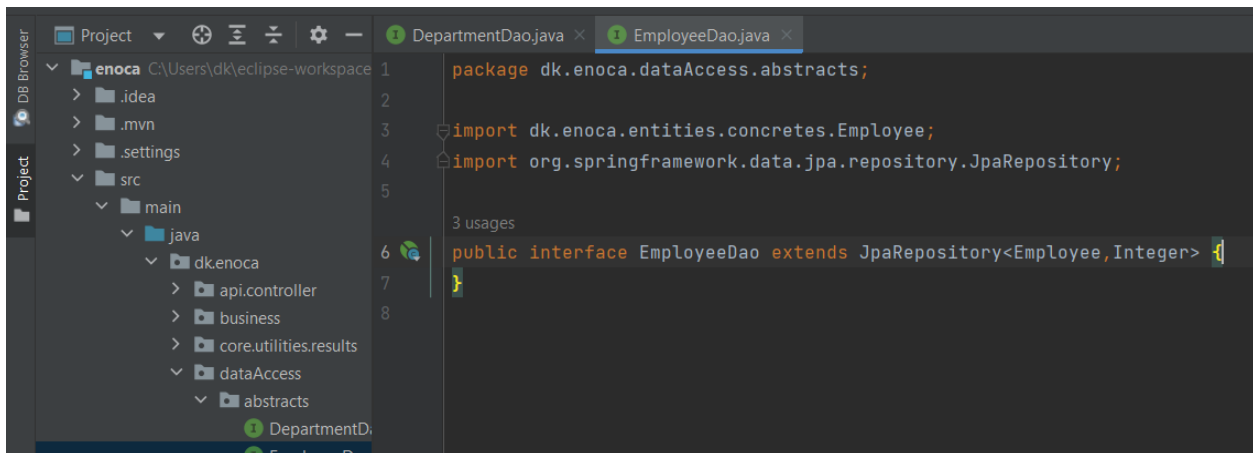 DB Browser
Project
Project
enoca C:\Users\dk\eclipse-workspace
.idea
.mvn
.settings
src
main
java
dk.enoca
api.controller
business
core.utilities.results
dataAccess
abstracts
DepartmentD
DepartmentDao.java
EmployeeDao.java
1 package dk.enoca.dataAccess.abstracts;
2
3 import dk.enoca.entities.concretes.Employee;
4 import org.springframework.data.jpa.repository.JpaRepository;
5
3 usages
6 public interface EmployeeDao extends JpaRepository<Employee,Integer> {
7 }
8